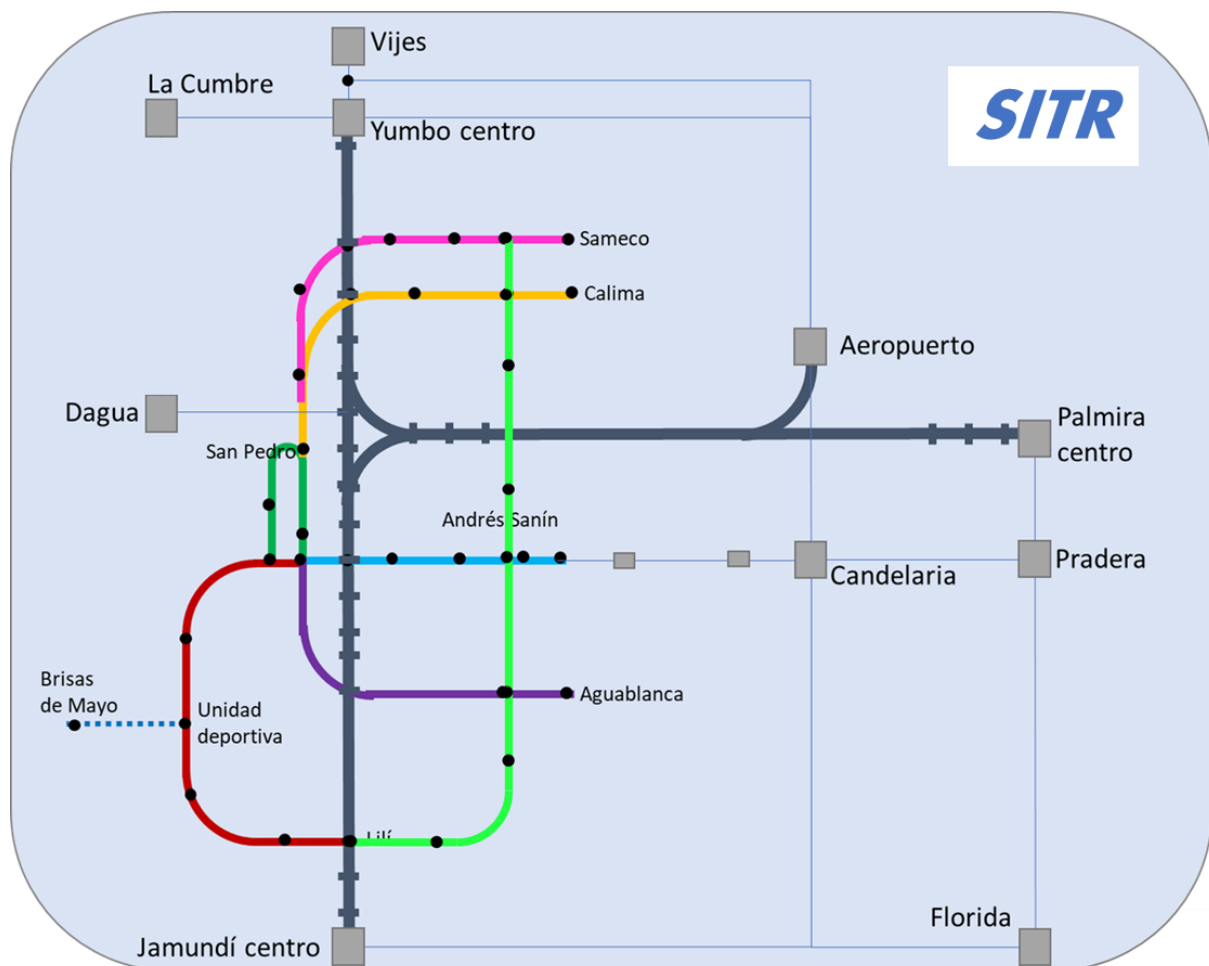 Vijes
La Cumbre
SITR
Yumbo centro
Sameco
Calima
Aeropuerto
Dagua
Palmira
centro
San Pedro
Andrés Sanín
Pradera
Candelaria
Brisas
de Mayo
Aguablanca
Unidad
deportiva
Lilí
Florida
Jamundí centro